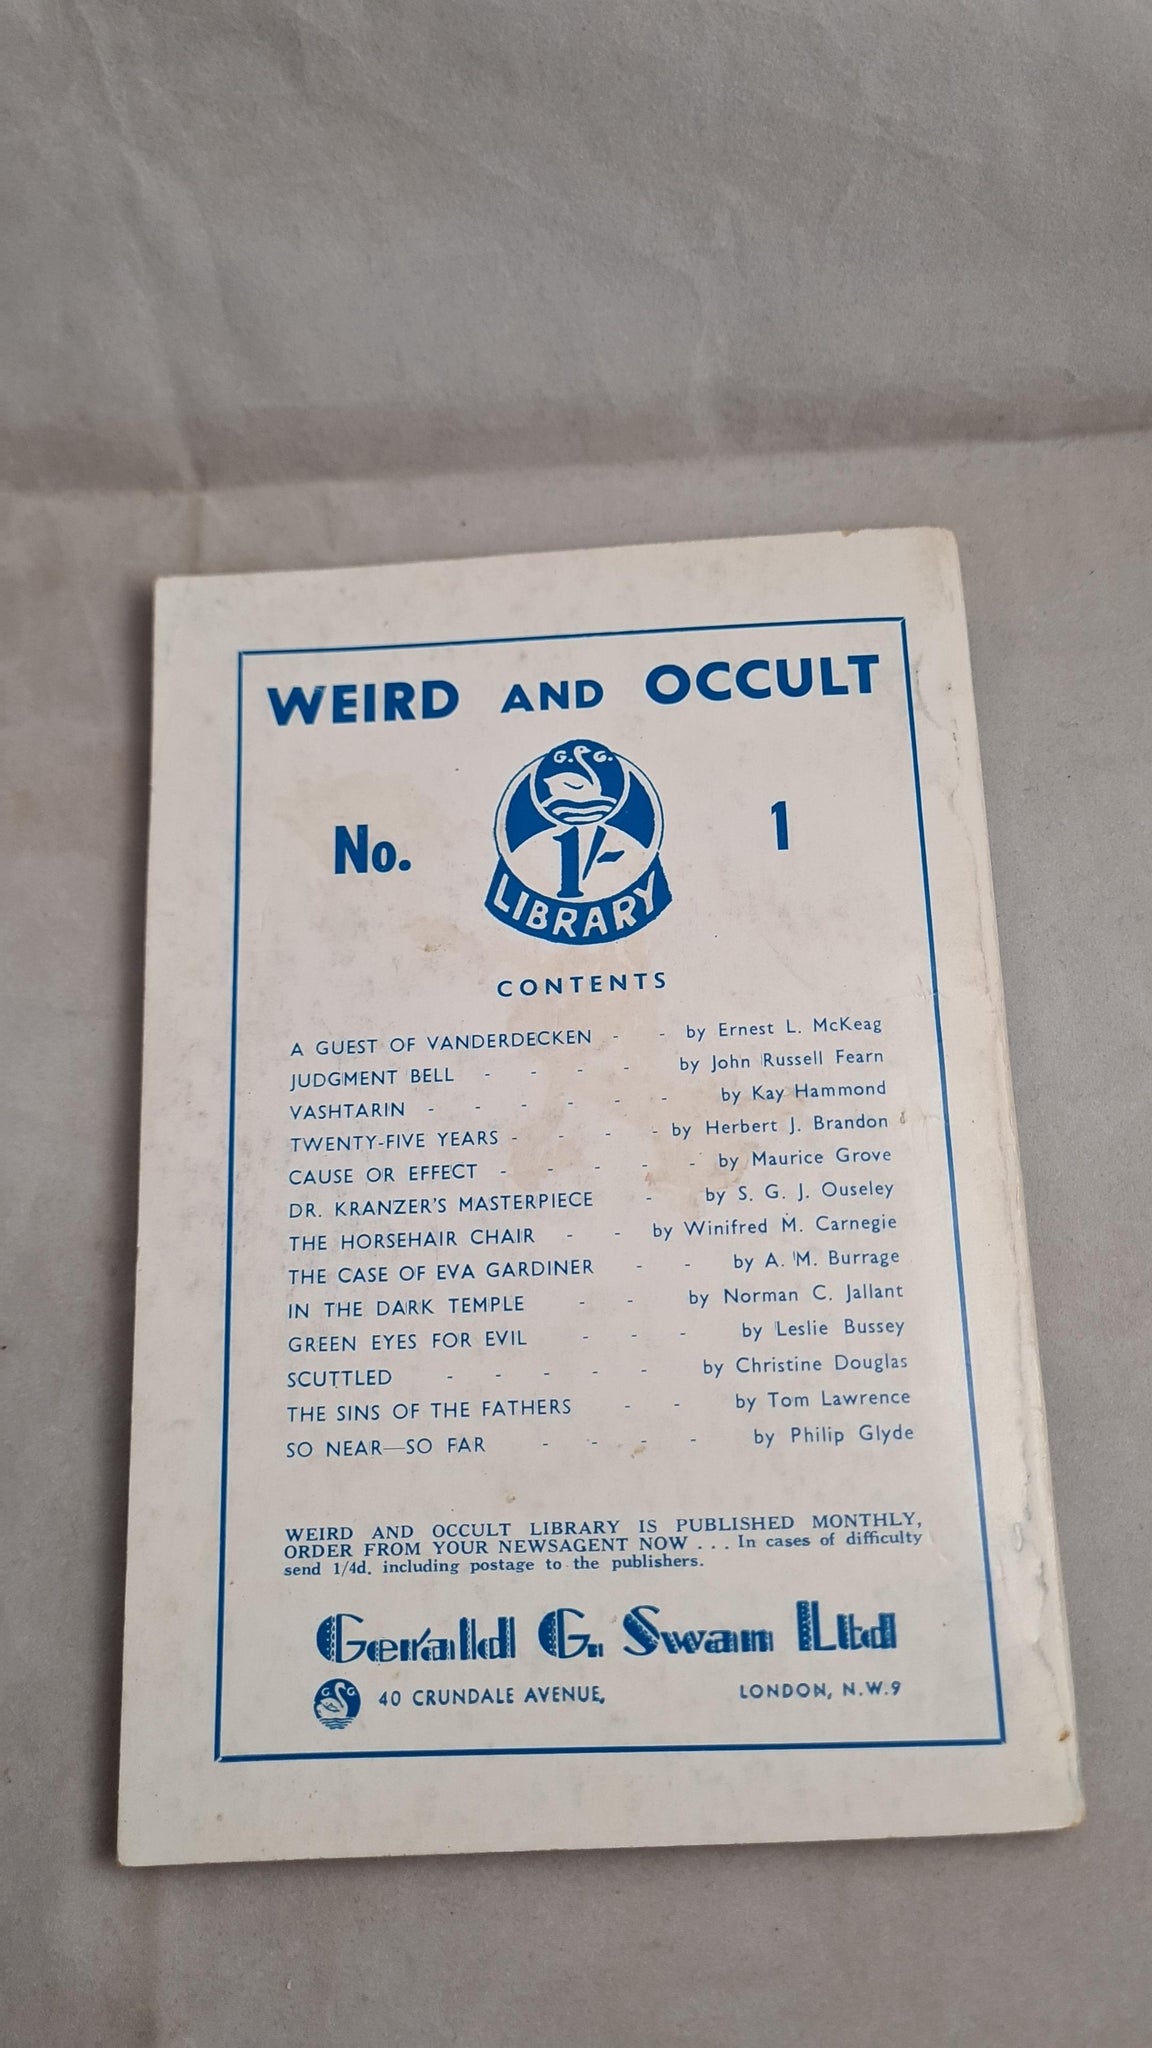 WEIRD AND OCCULT
G. G.
No. 1/- 1
LIBRARY
CONTENTS
A GUEST OF VANDERDECKEN - - by Ernest L. McKeag
JUDGMENT BELL - - - - by John Russell Fearn
VASHTARIN - - - - - - by Kay Hammond
TWENTY-FIVE YEARS - - - - by Herbert J. Brandon
CAUSE OR EFFECT - - - - - by Maurice Grove
DR. KRANZER'S MASTERPIECE - by S. G. J. Ouseley
THE HORSEHAIR CHAIR - - by Winifred M. Carnegie
THE CASE OF EVA GARDINER - - by A. M. Burrage
IN THE DARK TEMPLE - - by Norman C. Jallant
GREEN EYES FOR EVIL - - - by Leslie Bussey
SCUTTLED - - - - - by Christine Douglas
THE SINS OF THE FATHERS - - by Tom Lawrence
SO NEAR—SO FAR - - - - by Philip Glyde
WEIRD AND OCCULT LIBRARY IS PUBLISHED MONTHLY,
ORDER FROM YOUR NEWSAGENT NOW . . . In cases of difficulty
send 1/4d. including postage to the publishers.
Gerald G. Swan Ltd
G G
40 CRUNDALE AVENUE, LONDON, N.W.9